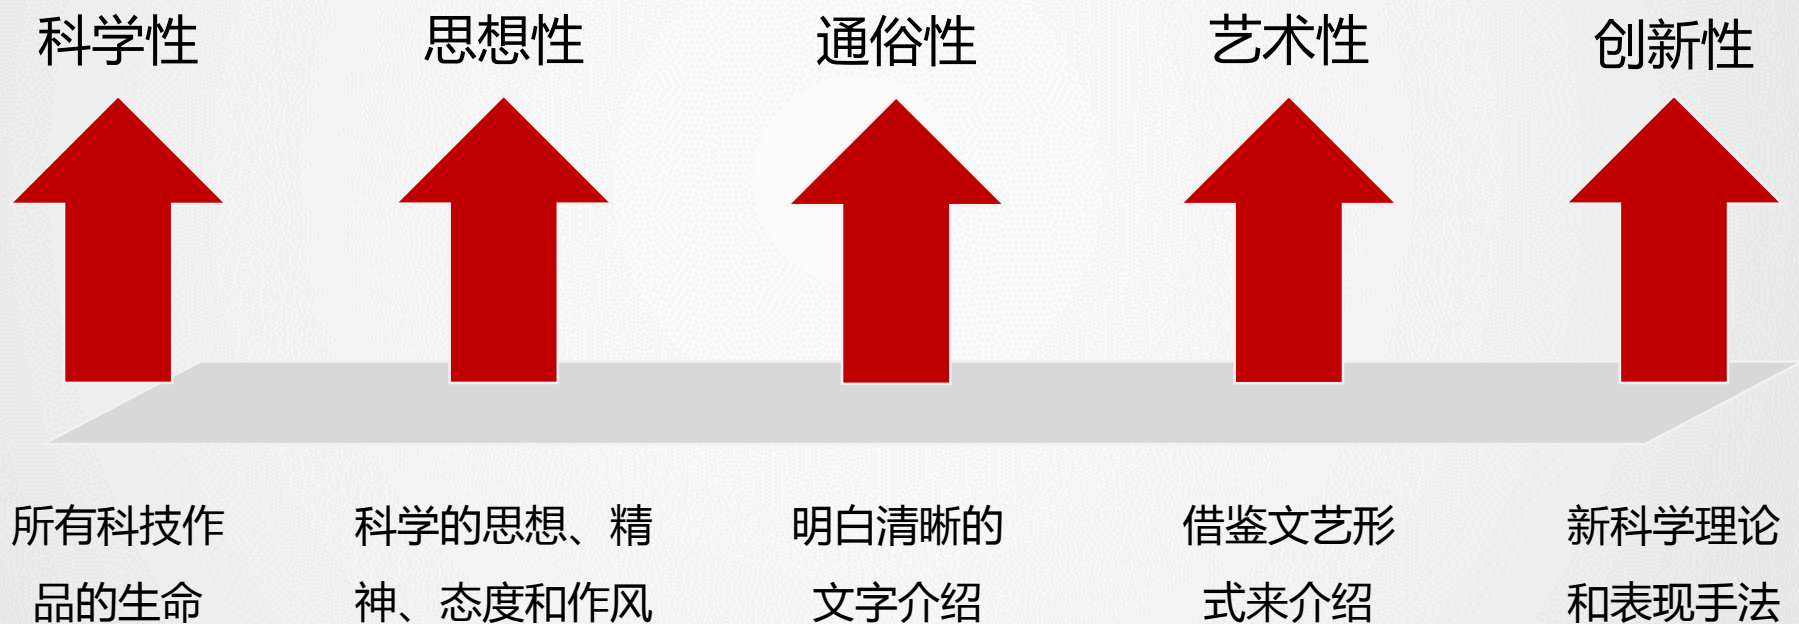 科学性
思想性
通俗性
艺术性
创新性
所有科技作
品的生命
科学的思想、精
神、态度和作风
明白清晰的
文字介绍
借鉴文艺形
式来介绍
新科学理论
和表现手法